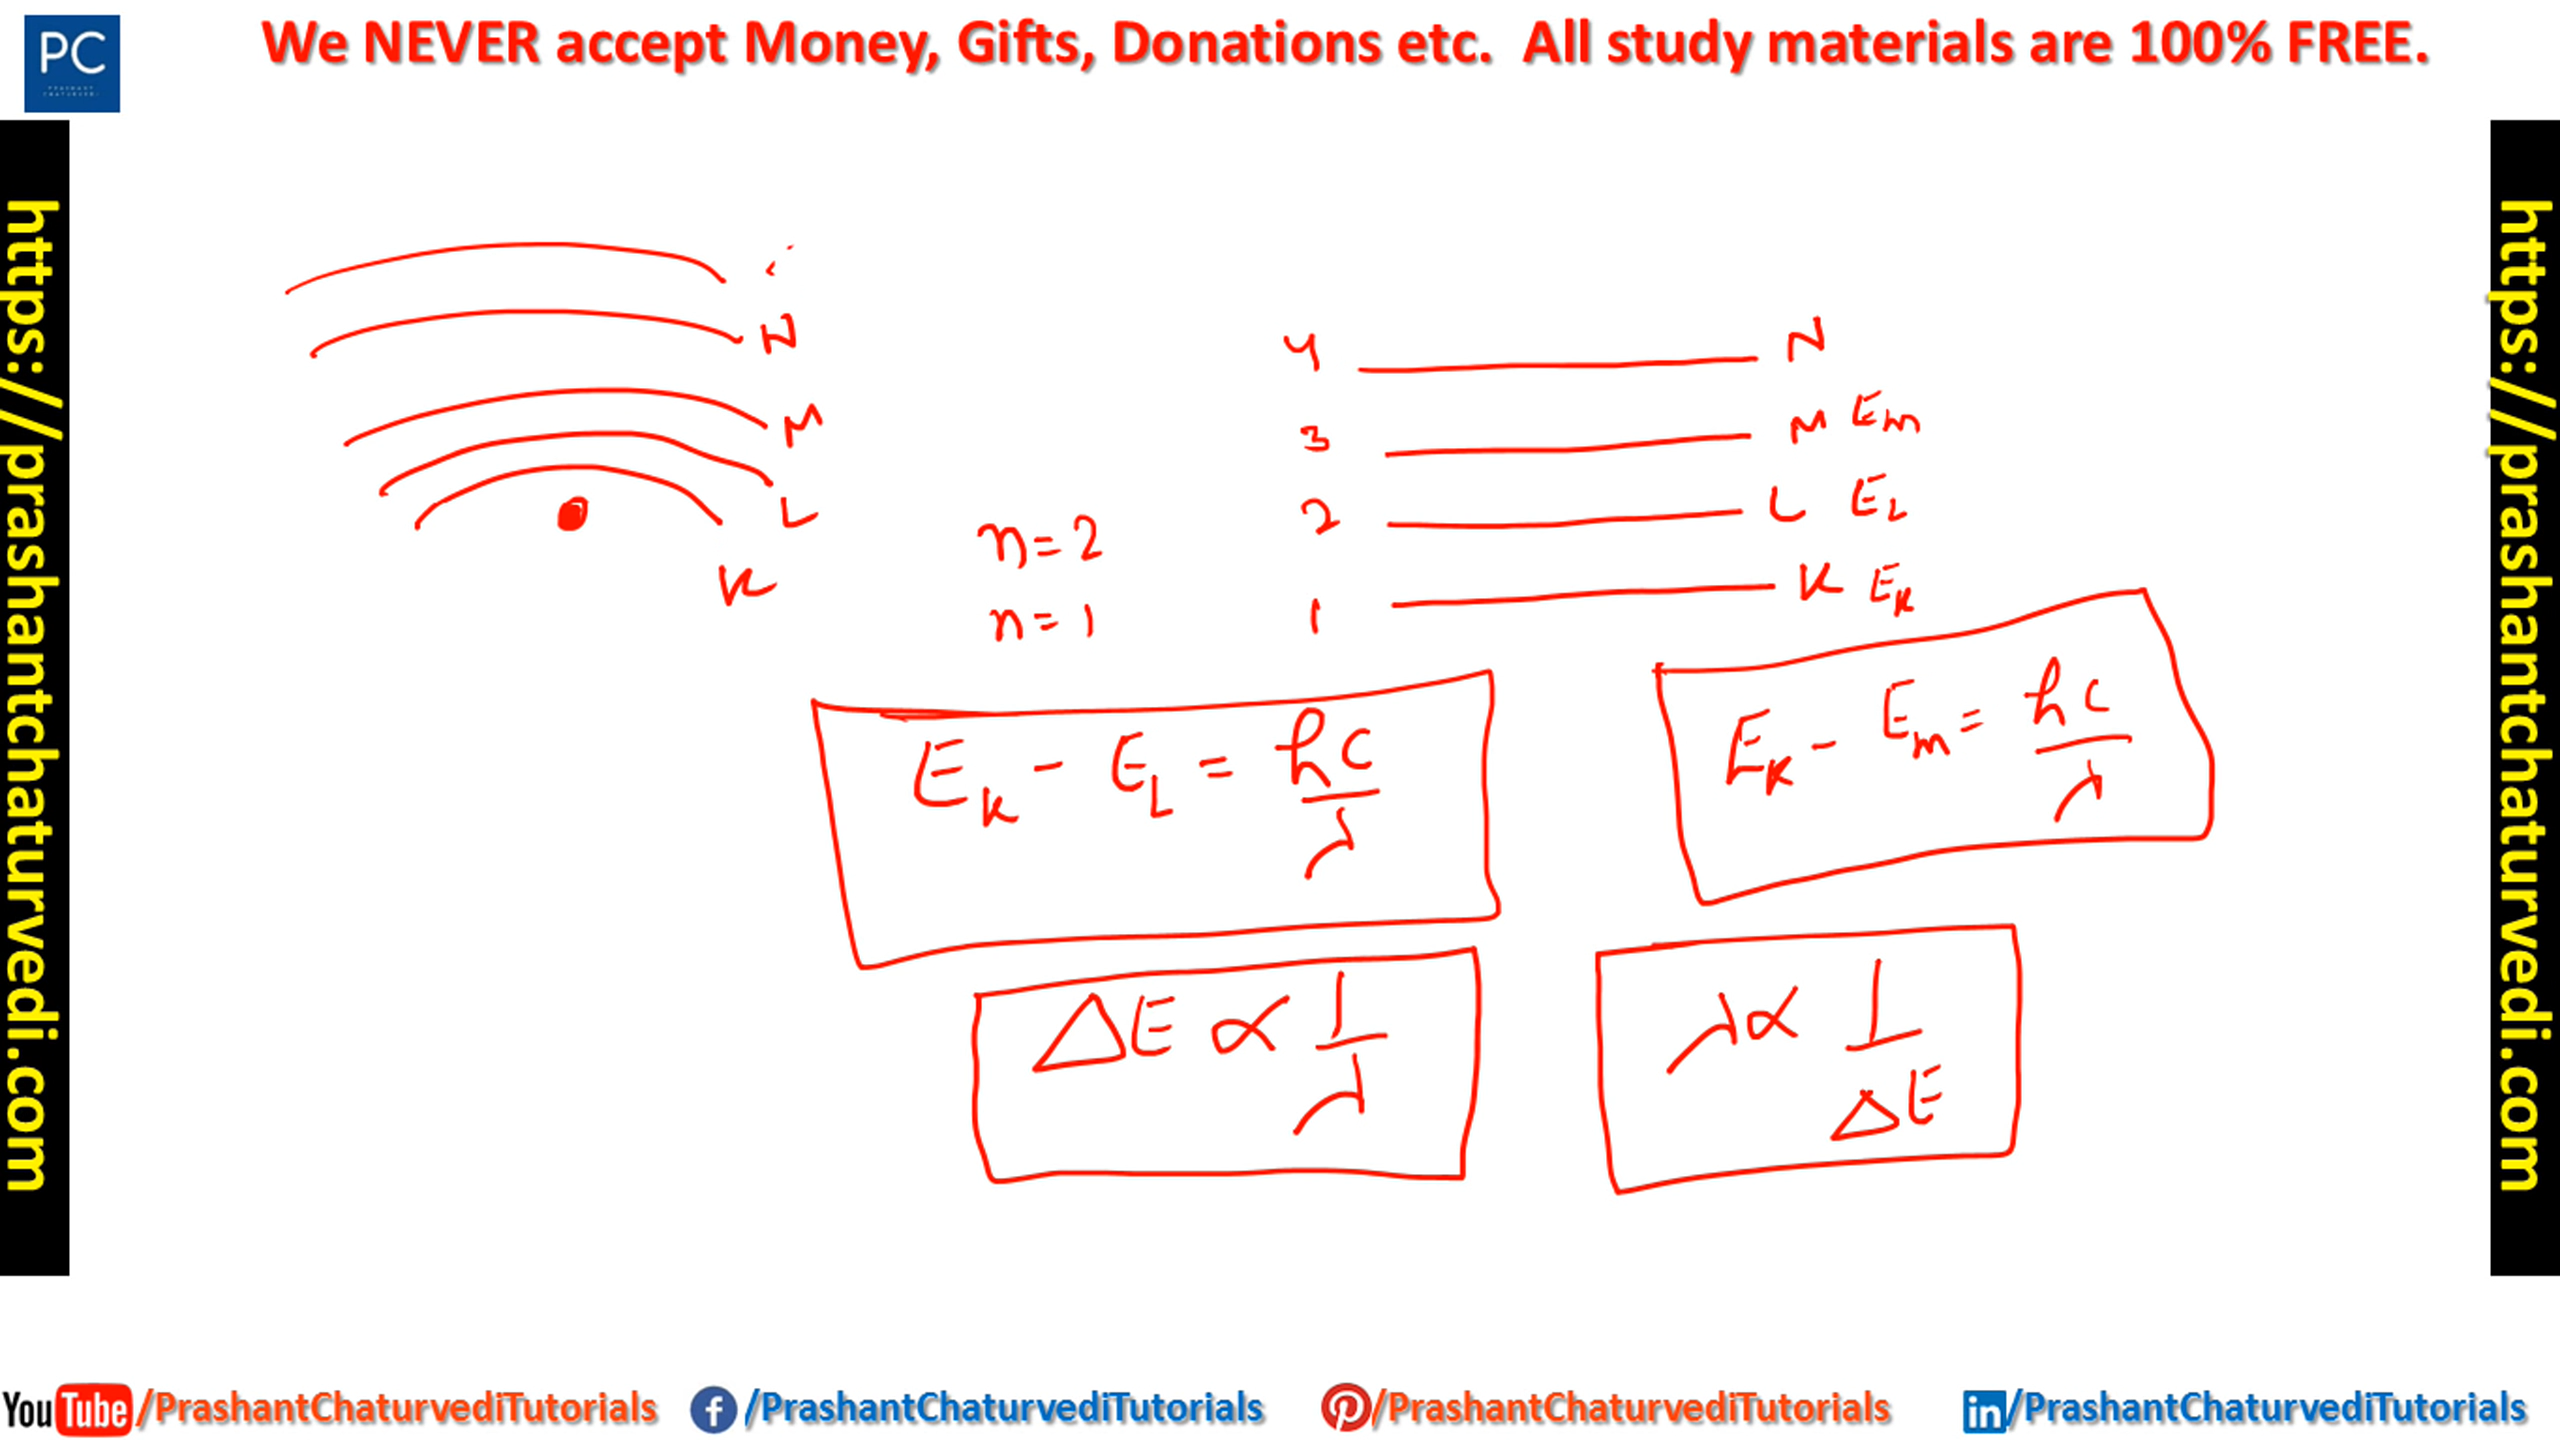 PC
PRASHANT
CHATURVEDI
We NEVER accept Money, Gifts, Donations etc. All study materials are 100% FREE.
https://prashantchaturvedi.com
https://prashantchaturvedi.com
N
M
L
K
n=2
n=1
4 N
3 M Em
2 L EL
1 K EK
EK - EL = hc/λ
EK - Em = hc/λ
ΔE ∝ 1/λ
λ ∝ 1/ΔE
YouTube/PrashantChaturvediTutorials
f /PrashantChaturvediTutorials
/PrashantChaturvediTutorials
in/PrashantChaturvediTutorials